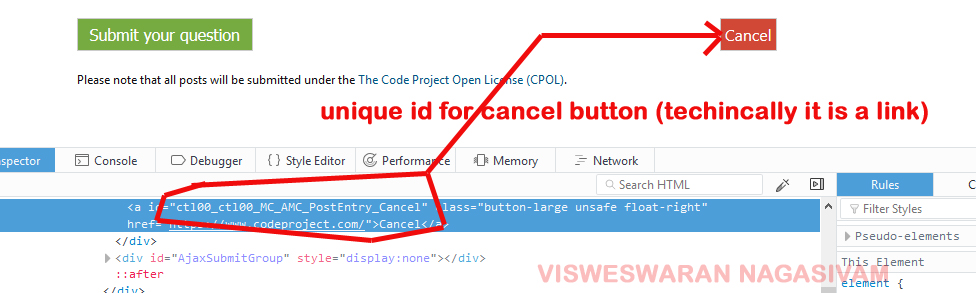 Submit your question
Cancel
Please note that all posts will be submitted under the The Code Project Open License (CPOL).
unique id for cancel button (techincally it is a link)
nspector Console Debugger { } Style Editor Performance Memory Network
Search HTML Rules C
<a id="ctl00_ctl00_MC_AMC_PostEntry_Cancel" class="button-large unsafe float-right"
href="https://www.codeproject.com/">Cancel</a>
Filter Styles
</div>
Pseudo-elements
<div id="AjaxSubmitGroup" style="display:none"></div>
This Element
::after
VISWESWARAN NAGASIVAM
element {
</div>